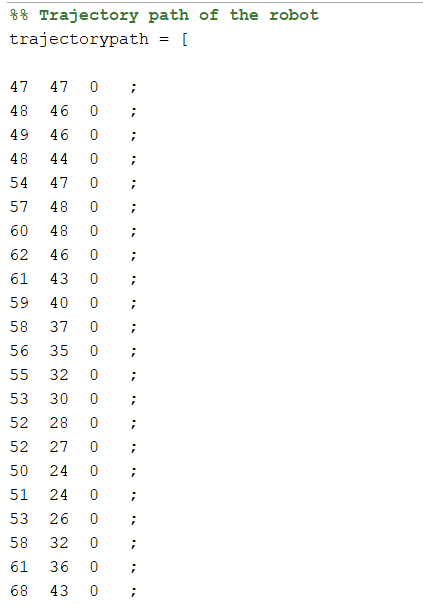 %% Trajectory path of the robot
trajectorypath = [
47 47 0 ;
48 46 0 ;
49 46 0 ;
48 44 0 ;
54 47 0 ;
57 48 0 ;
60 48 0 ;
62 46 0 ;
61 43 0 ;
59 40 0 ;
58 37 0 ;
56 35 0 ;
55 32 0 ;
53 30 0 ;
52 28 0 ;
52 27 0 ;
50 24 0 ;
51 24 0 ;
53 26 0 ;
58 32 0 ;
61 36 0 ;
68 43 0 ;